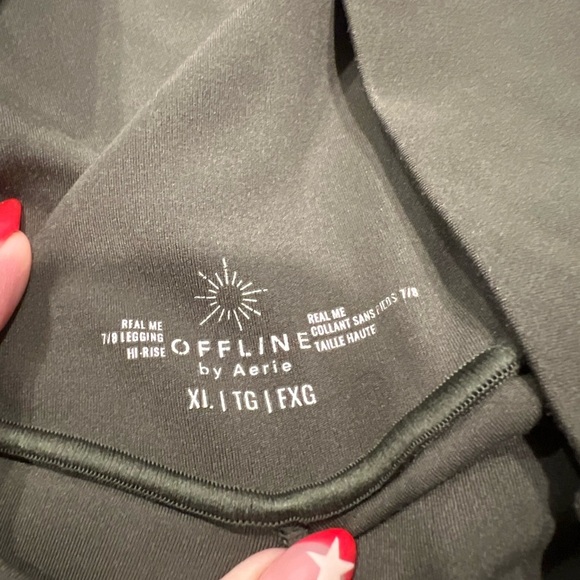 REAL ME
7/8 LEGGING
HI-RISE
OFFLINE
by Aerie
REAL ME
COLLANT SANS PIEDS 7/8
TAILLE HAUTE
XL | TG | EXG